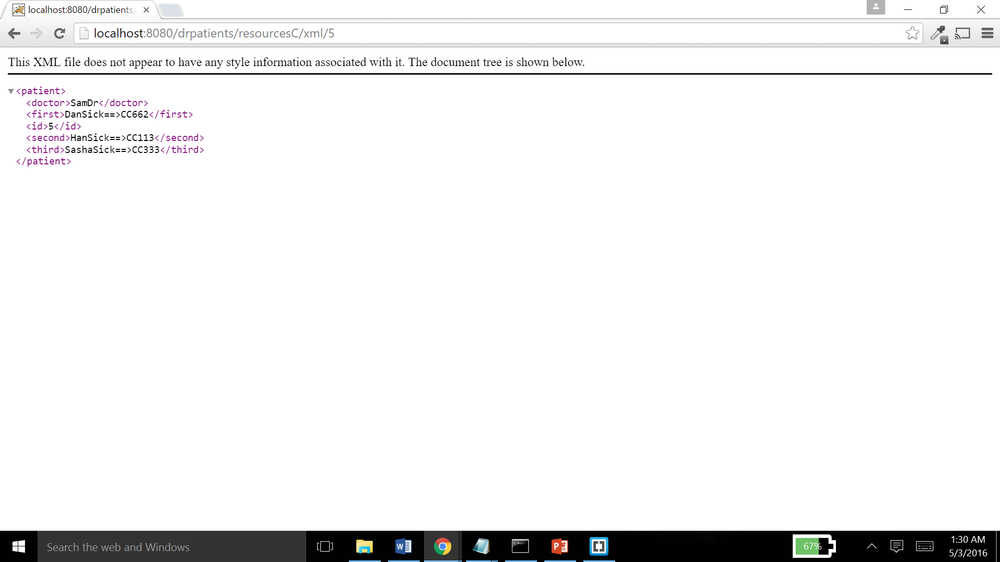 localhost:8080/drpatients/
localhost:8080/drpatients/resourcesC/xml/5
This XML file does not appear to have any style information associated with it. The document tree is shown below.
<patient>
<doctor>SamDr</doctor>
<first>DanSick==>CC662</first>
<id>5</id>
<second>HanSick==>CC113</second>
<third>SashaSick==>CC333</third>
</patient>
Search the web and Windows
67%
1:30 AM
5/3/2016